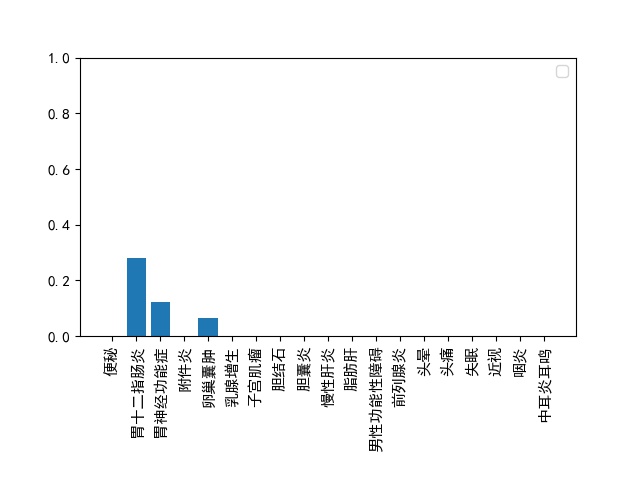 1.0
0.8
0.6
0.4
0.2
0.0
便秘
胃十二指肠炎
胃神经功能症
附件炎
卵巢囊肿
乳腺增生
子宫肌瘤
胆结石
胆囊炎
慢性肝炎
脂肪肝
男性功能性障碍
前列腺炎
头晕
头痛
失眠
近视
咽炎
中耳炎耳鸣